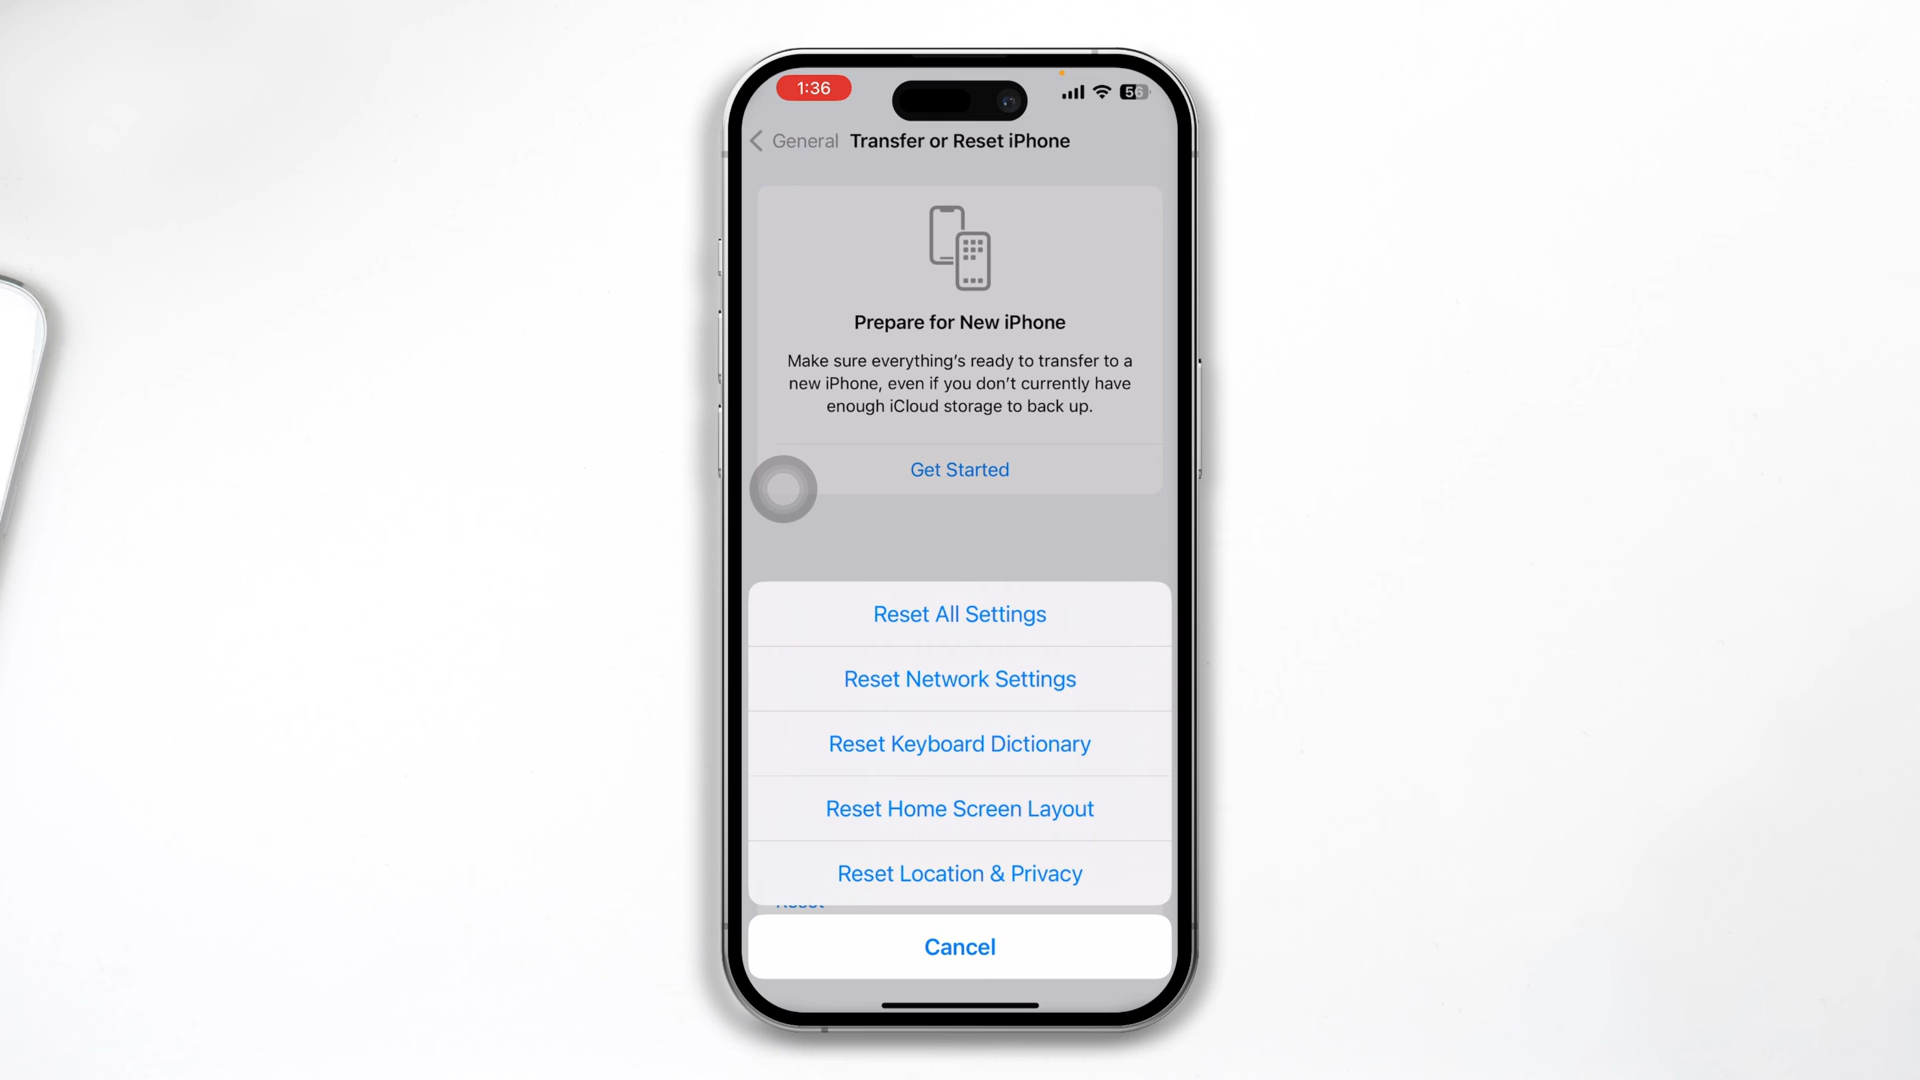 1:36
56
General Transfer or Reset iPhone
Prepare for New iPhone
Make sure everything's ready to transfer to a
new iPhone, even if you don't currently have
enough iCloud storage to back up.
Get Started
Reset All Settings
Reset Network Settings
Reset Keyboard Dictionary
Reset Home Screen Layout
Reset Location & Privacy
Reset
Cancel